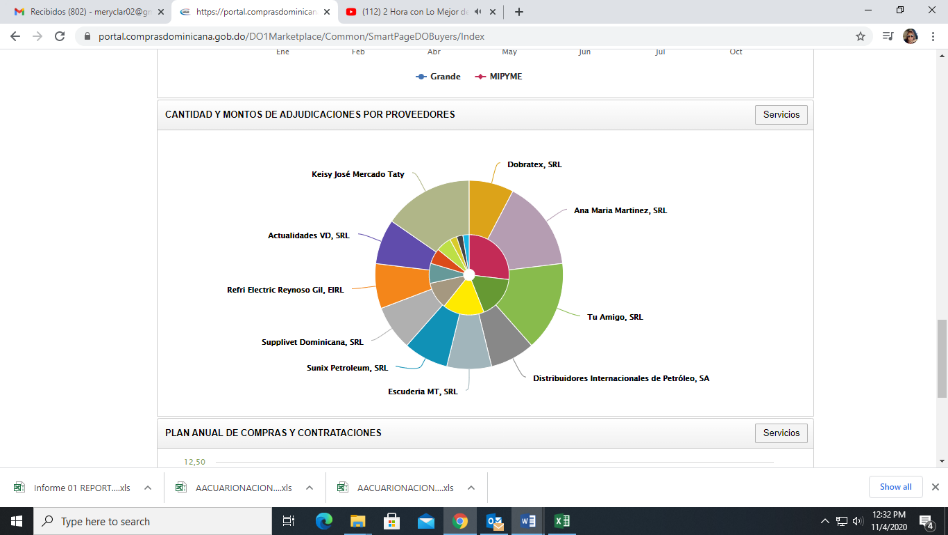 Recibidos (802) - meryclar02@gm
https://portal.comprasdominican
(112) 2 Hora con Lo Mejor de
portal.comprasdominicana.gob.do/DO1Marketplace/Common/SmartPageDOBuyers/Index
Ene Feb Abr May Jun Jul Oct
Grande MIPYME
CANTIDAD Y MONTOS DE ADJUDICACIONES POR PROVEEDORES
Servicios
Dobratex, SRL
Keisy José Mercado Taty
Ana Maria Martinez, SRL
Actualidades VD, SRL
Refri Electric Reynoso Gil, EIRL
Tu Amigo, SRL
Supplivet Dominicana, SRL
Sunix Petroleum, SRL
Distribuidores Internacionales de Petróleo, SA
Escuderia MT, SRL
PLAN ANUAL DE COMPRAS Y CONTRATACIONES
Servicios
12,50
Informe 01 REPORT....xls
AACUARIONACION....xls
AACUARIONACION....xls
Show all
Type here to search
12:32 PM
11/4/2020
4